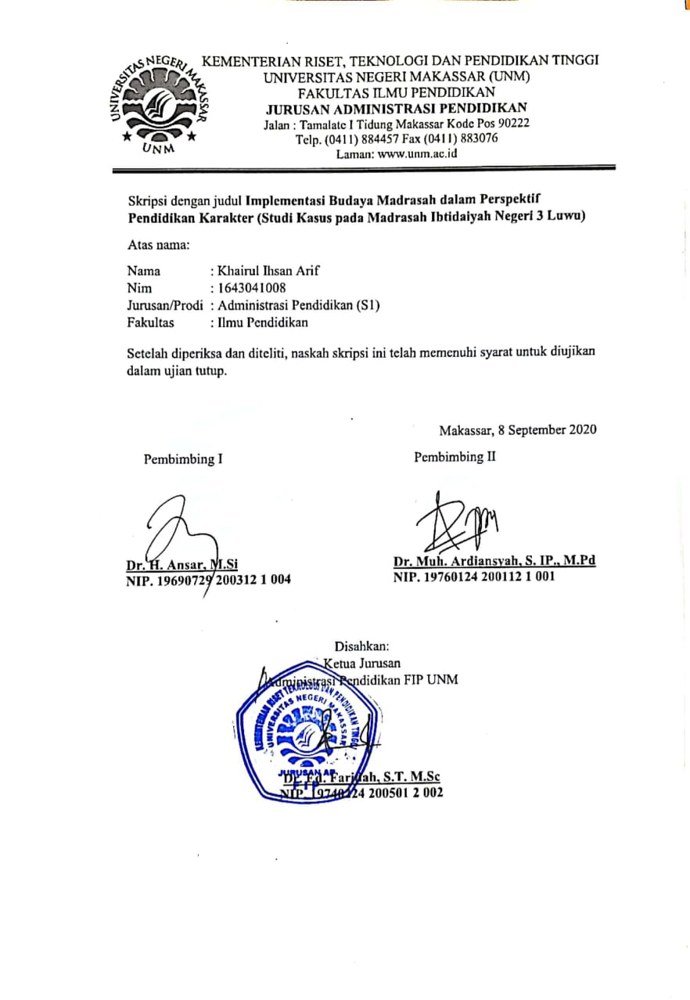 UNIVERSITAS NEGERI MAKASSAR
UNM
KEMENTERIAN RISET, TEKNOLOGI DAN PENDIDIKAN TINGGI
UNIVERSITAS NEGERI MAKASSAR (UNM)
FAKULTAS ILMU PENDIDIKAN
JURUSAN ADMINISTRASI PENDIDIKAN
Jalan : Tamalate I Tidung Makassar Kode Pos 90222
Telp. (0411) 884457 Fax (0411) 883076
Laman: www.unm.ac.id
Skripsi dengan judul Implementasi Budaya Madrasah dalam Perspektif
Pendidikan Karakter (Studi Kasus pada Madrasah Ibtidaiyah Negeri 3 Luwu)
Atas nama:
Nama : Khairul Ihsan Arif
Nim : 1643041008
Jurusan/Prodi : Administrasi Pendidikan (S1)
Fakultas : Ilmu Pendidikan
Setelah diperiksa dan diteliti, naskah skripsi ini telah memenuhi syarat untuk diujikan
dalam ujian tutup.
Makassar, 8 September 2020
Pembimbing I
Pembimbing II
Dr. H. Ansar, M.Si
NIP. 19690729 200312 1 004
Dr. Muh. Ardiansyah, S. IP., M.Pd
NIP. 19760124 200112 1 001
Disahkan:
Ketua Jurusan
Administrasi Pendidikan FIP UNM
KEMENTERIAN RISET TEKNOLOGI DAN PENDIDIKAN TINGGI
UNIVERSITAS NEGERI MAKASSAR
JURUSAN AP
FIP
Dr. Ed. Faridah, S.T. M.Sc
NIP. 200501 2 002